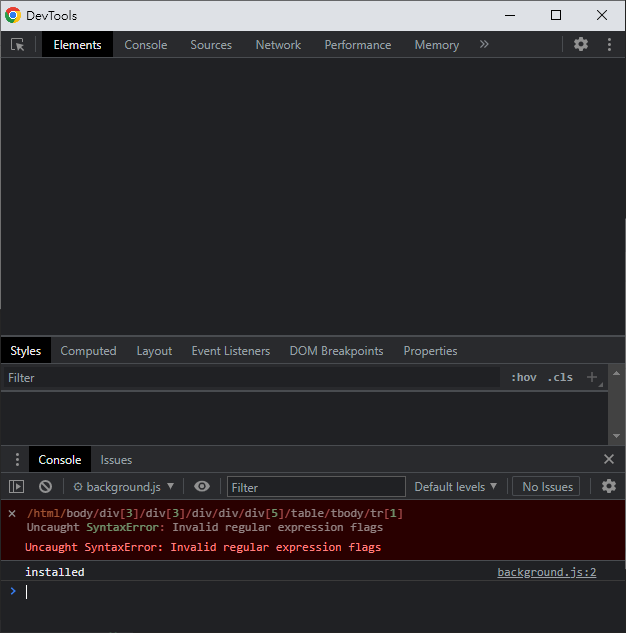 DevTools
Elements Console Sources Network Performance Memory »
Styles Computed Layout Event Listeners DOM Breakpoints Properties
Filter :hov .cls +
Console Issues
background.js ▼ Filter Default levels ▼ No Issues
/html/body/div[3]/div[3]/div/div/div[5]/table/tbody/tr[1]
Uncaught SyntaxError: Invalid regular expression flags
Uncaught SyntaxError: Invalid regular expression flags
installed background.js:2
>